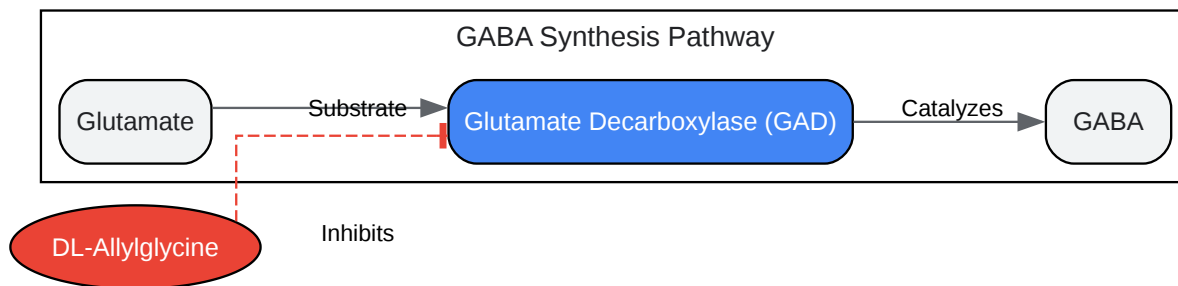 GABA Synthesis Pathway
Glutamate
Substrate
Glutamate Decarboxylase (GAD)
Catalyzes
GABA
DL-Allylglycine
Inhibits